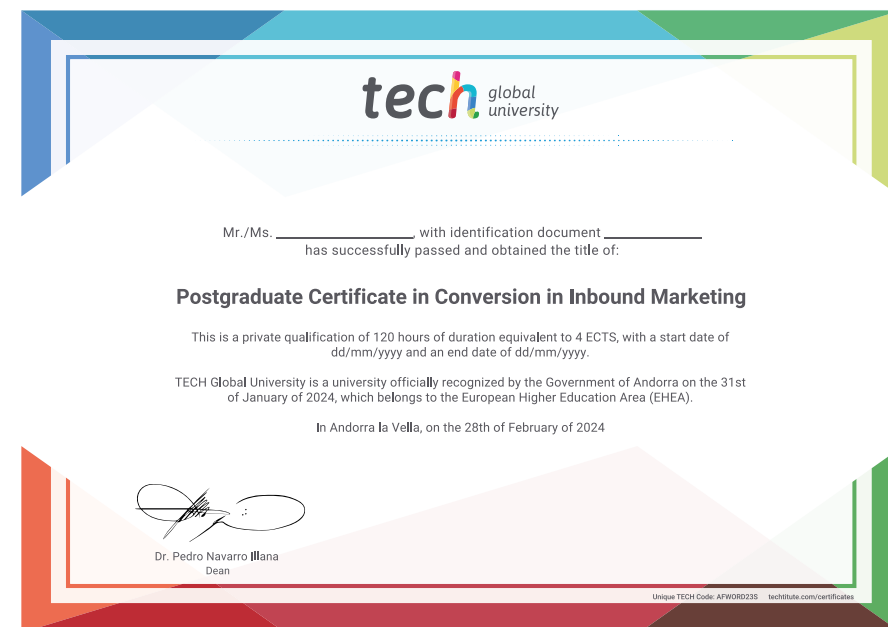 tech global
university
Mr./Ms. ____________, with identification document ____________
has successfully passed and obtained the title of:
Postgraduate Certificate in Conversion in Inbound Marketing
This is a private qualification of 120 hours of duration equivalent to 4 ECTS, with a start date of
dd/mm/yyyy and an end date of dd/mm/yyyy.
TECH Global University is a university officially recognized by the Government of Andorra on the 31st
of January of 2024, which belongs to the European Higher Education Area (EHEA).
In Andorra la Vella, on the 28th of February of 2024
Dr. Pedro Navarro Illana
Dean
Unique TECH Code: AFWORD23S techtitute.com/certificates